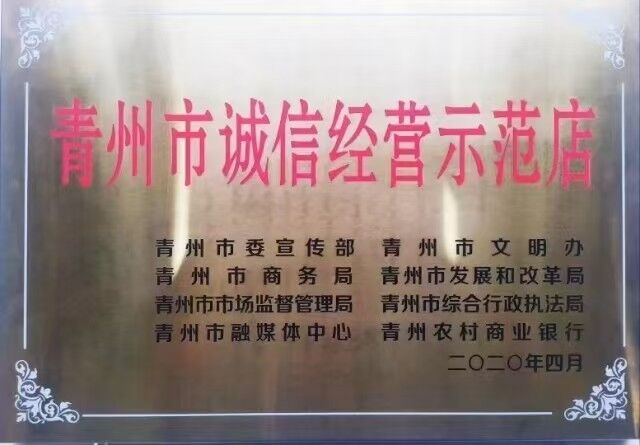 青州市诚信经营示范店
青州市委宣传部 青州市文明办
青州市商务局 青州市发展和改革局
青州市市场监督管理局 青州市综合行政执法局
青州市融媒体中心 青州农村商业银行
二〇二〇年四月